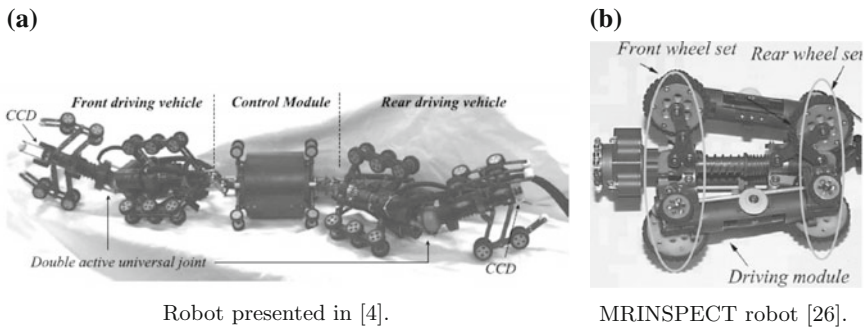 (a)
Front driving vehicle
Control Module
Rear driving vehicle
CCD
Double active universal joint
CCD
Robot presented in [4].
(b)
Front wheel set
Rear wheel set
Driving module
MRINSPECT robot [26].